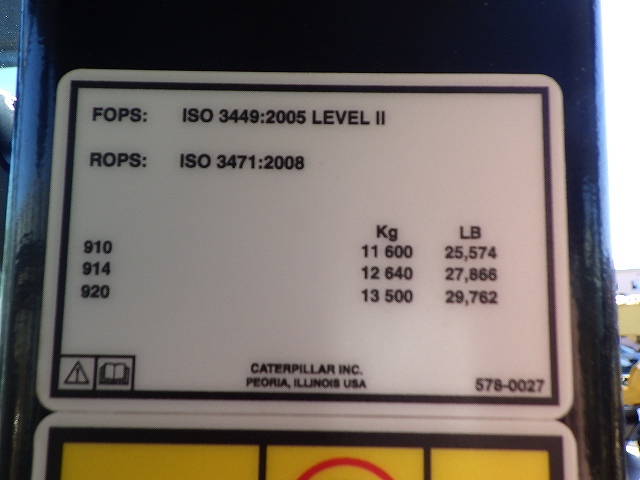 FOPS: ISO 3449:2005 LEVEL II
ROPS: ISO 3471:2008
Kg LB
910 11 600 25,574
914 12 640 27,866
920 13 500 29,762
CATERPILLAR INC.
PEORIA, ILLINOIS USA
578-0027